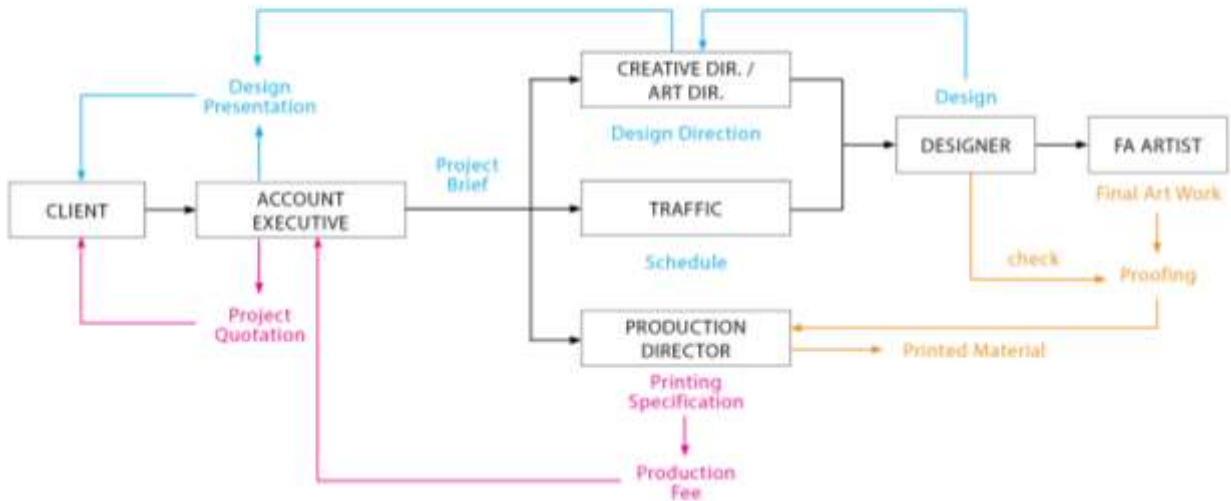 CREATIVE DIR. /
ART DIR.
Design
Presentation
Design
Design Direction
DESIGNER
FA ARTIST
Project
Brief
CLIENT
ACCOUNT
EXECUTIVE
TRAFFIC
Final Art Work
Schedule
check
Proofing
Project
Quotation
PRODUCTION
DIRECTOR
Printed Material
Printing
Specification
Production
Fee